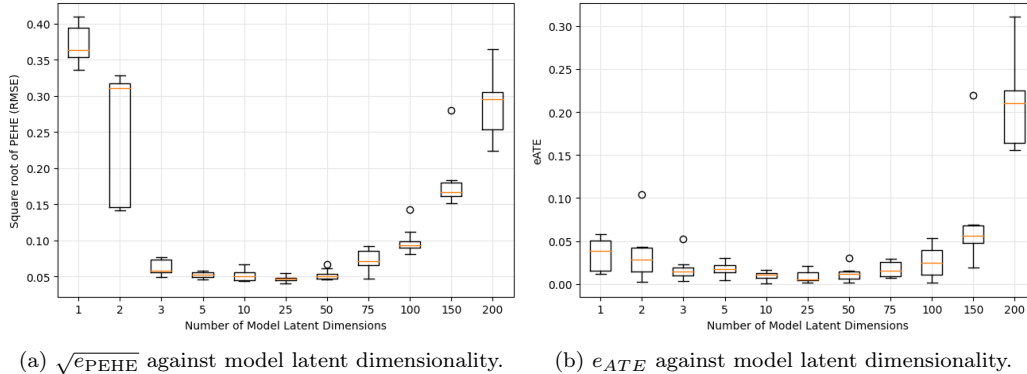 0.40
0.35
0.30
0.25
0.20
0.15
0.10
0.05
Square root of PEHE (RMSE)
1 2 3 5 10 25 50 75 100 150 200
Number of Model Latent Dimensions
(a) √e_PEHE against model latent dimensionality.
0.30
0.25
0.20
0.15
0.10
0.05
0.00
eATE
1 2 3 5 10 25 50 75 100 150 200
Number of Model Latent Dimensions
(b) e_ATE against model latent dimensionality.